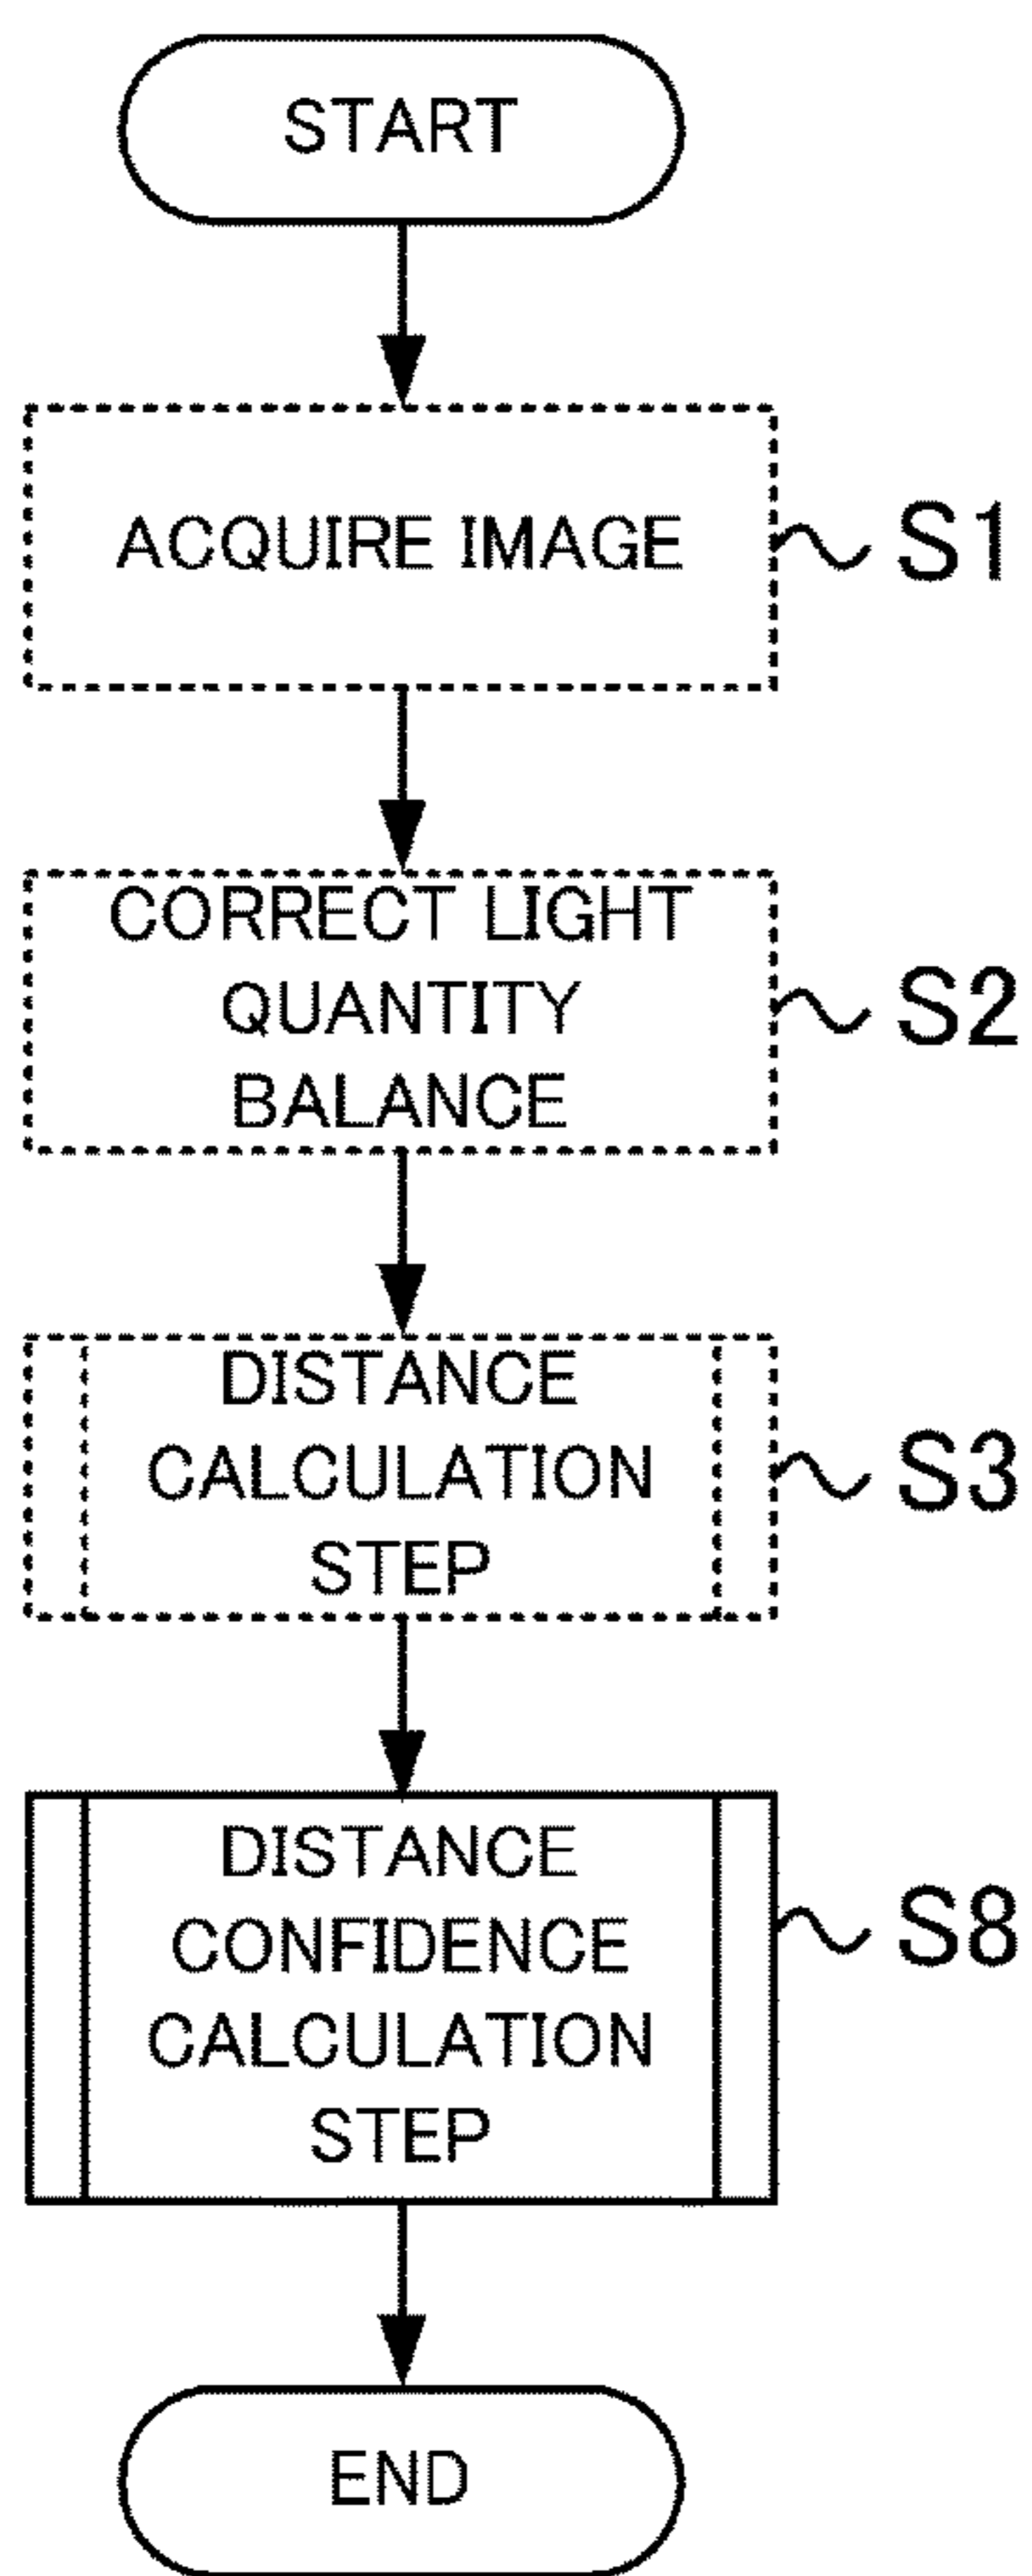 START
ACQUIRE IMAGE
S1
CORRECT LIGHT
QUANTITY
BALANCE
S2
DISTANCE
CALCULATION
STEP
S3
DISTANCE
CONFIDENCE
CALCULATION
STEP
S8
END